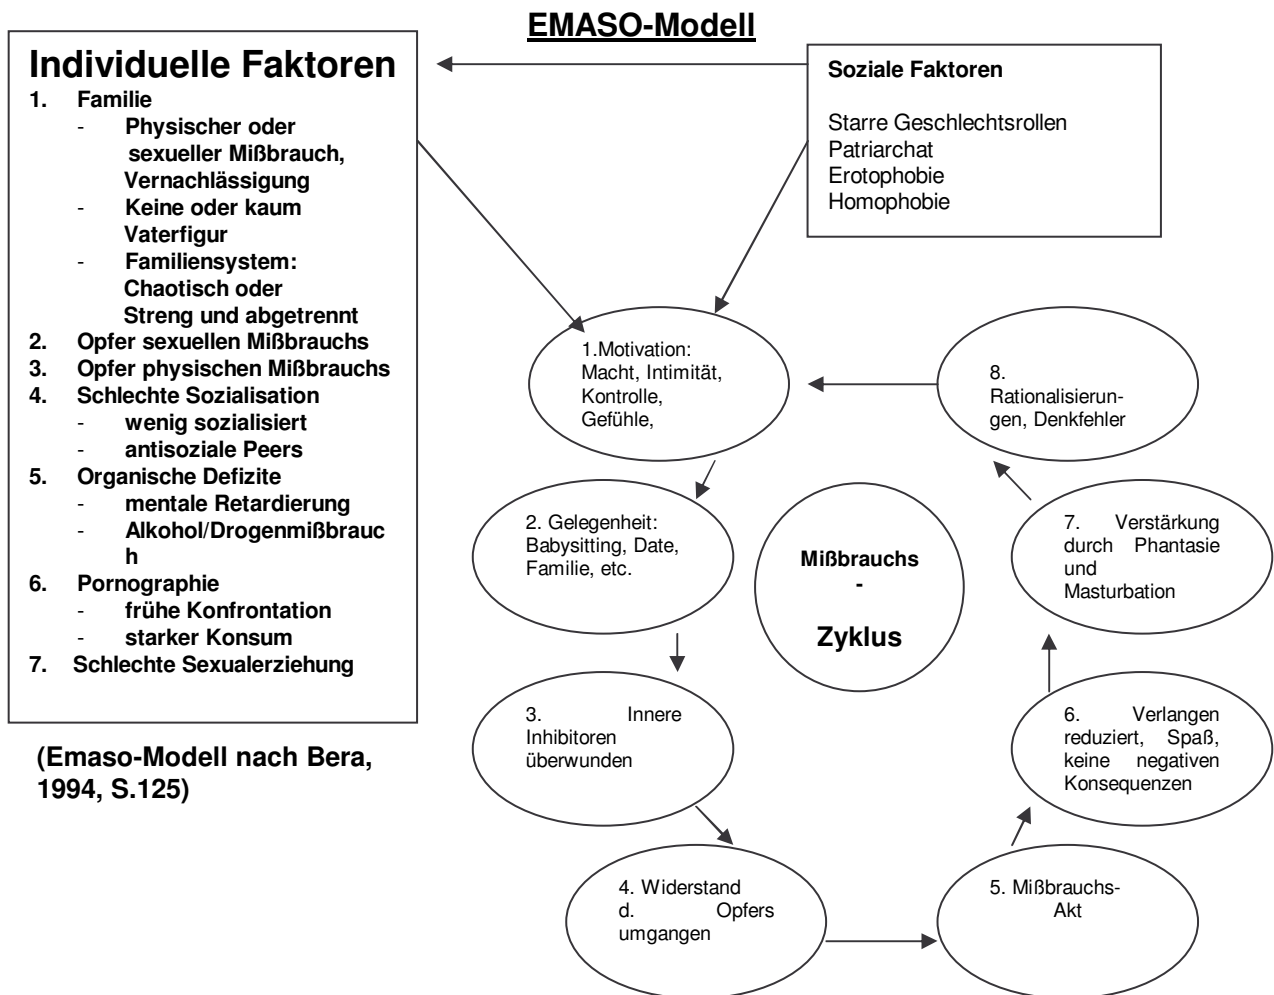 EMASO-Modell
Individuelle Faktoren
1. Familie
- Physischer oder
sexueller Mißbrauch,
Vernachlässigung
- Keine oder kaum
Vaterfigur
- Familiensystem:
Chaotisch oder
Streng und abgetrennt
2. Opfer sexuellen Mißbrauchs
3. Opfer physischen Mißbrauchs
4. Schlechte Sozialisation
- wenig sozialisiert
- antisoziale Peers
5. Organische Defizite
- mentale Retardierung
- Alkohol/Drogenmißbrauc
h
6. Pornographie
- frühe Konfrontation
- starker Konsum
7. Schlechte Sexualerziehung
(Emaso-Modell nach Bera,
1994, S.125)
Soziale Faktoren
Starre Geschlechtsrollen
Patriarchat
Erotophobie
Homophobie
1.Motivation:
Macht, Intimität,
Kontrolle,
Gefühle,
2. Gelegenheit:
Babysitting, Date,
Familie, etc.
3. Innere
Inhibitoren
überwunden
4. Widerstand
d. Opfers
umgangen
5. Mißbrauchs-
Akt
6. Verlangen
reduziert, Spaß,
keine negativen
Konsequenzen
7. Verstärkung
durch Phantasie
und
Masturbation
8.
Rationalisierun-
gen, Denkfehler
Mißbrauchs
-
Zyklus